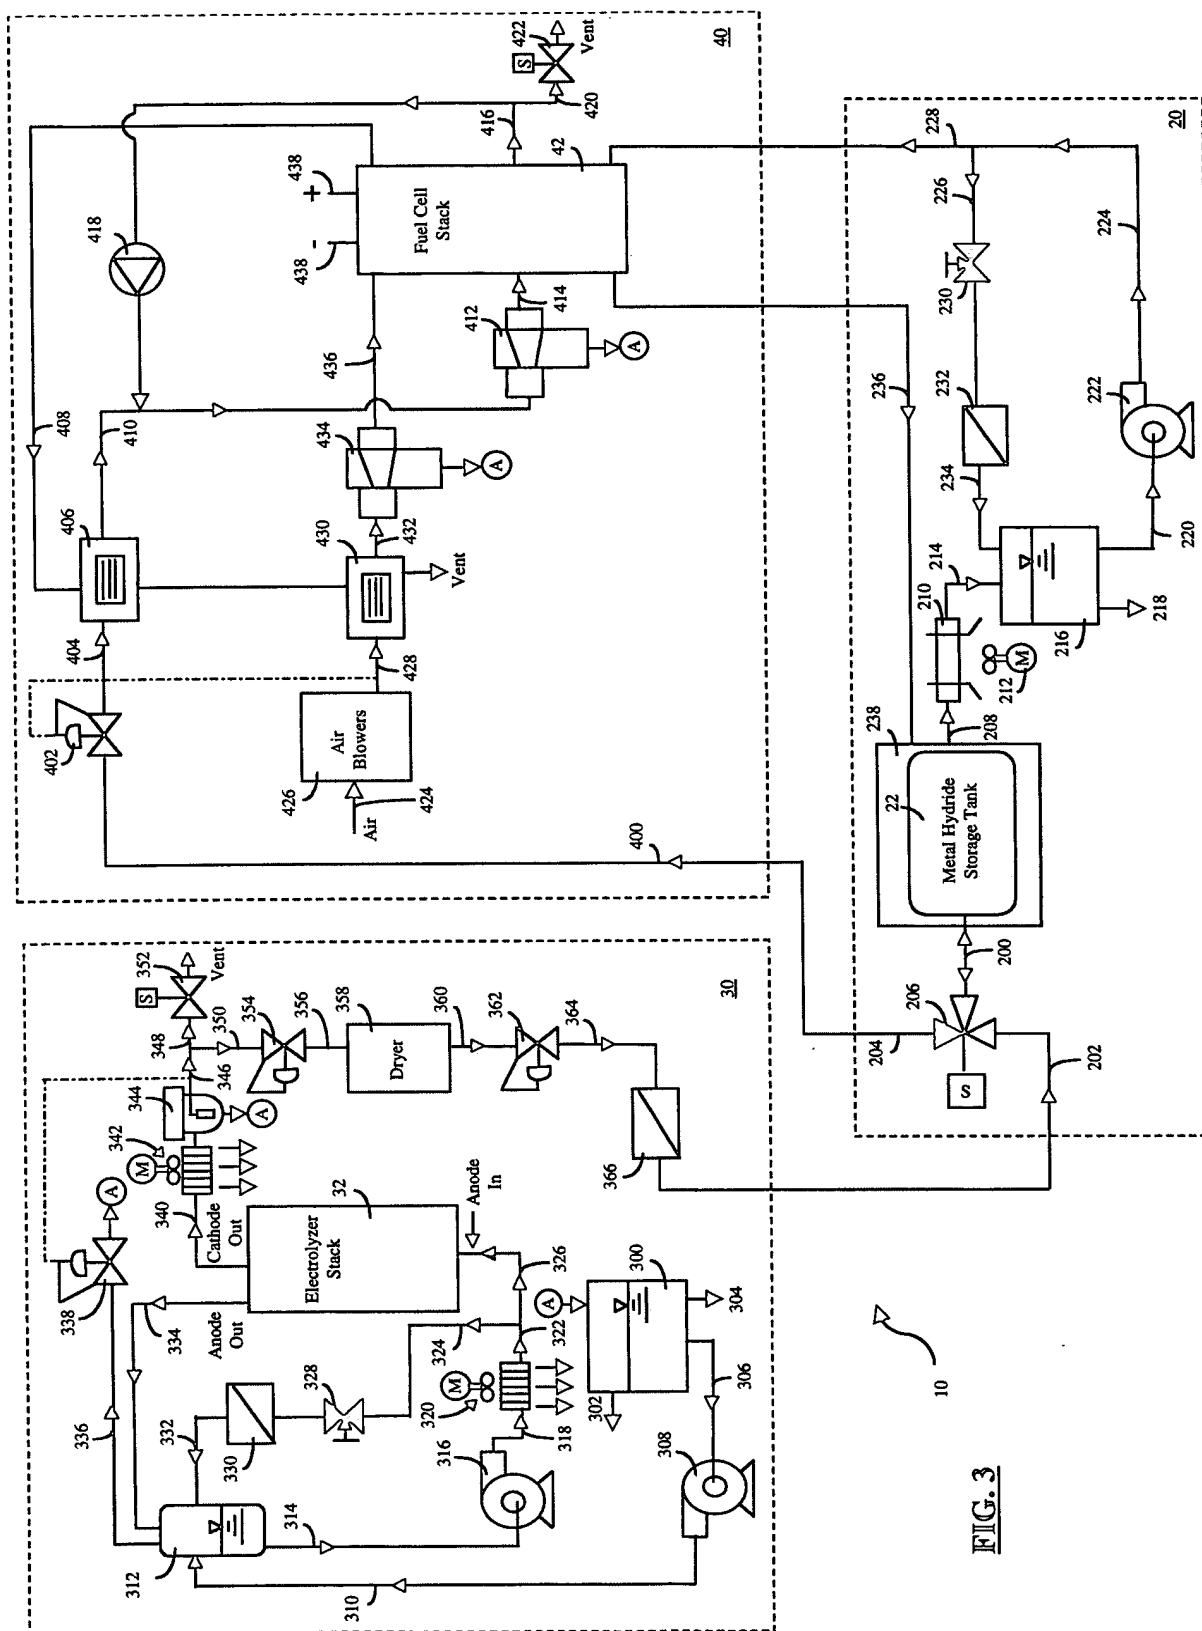 30
338
A
336
334
Anode
Out
332
312
314
310
330
328
324
340
Cathode
Out
M
342
344
A
346
348
S
352
Vent
350
354
356
358
Dryer
360
362
364
366
32
Electrolyzer
Stack
Anode
In
326
322
M
320
318
316
A
300
302
304
306
308
40
402
404
406
408
410
418
-
+
438
438
Fuel Cell
Stack
42
416
420
S
422
Vent
412
414
A
436
434
A
432
430
Vent
428
Air
Blowers
426
424
Air
400
20
228
226
224
230
232
234
222
220
236
214
210
M
212
216
218
208
238
22
Metal Hydride
Storage Tank
200
206
204
S
202
10
FIG. 3